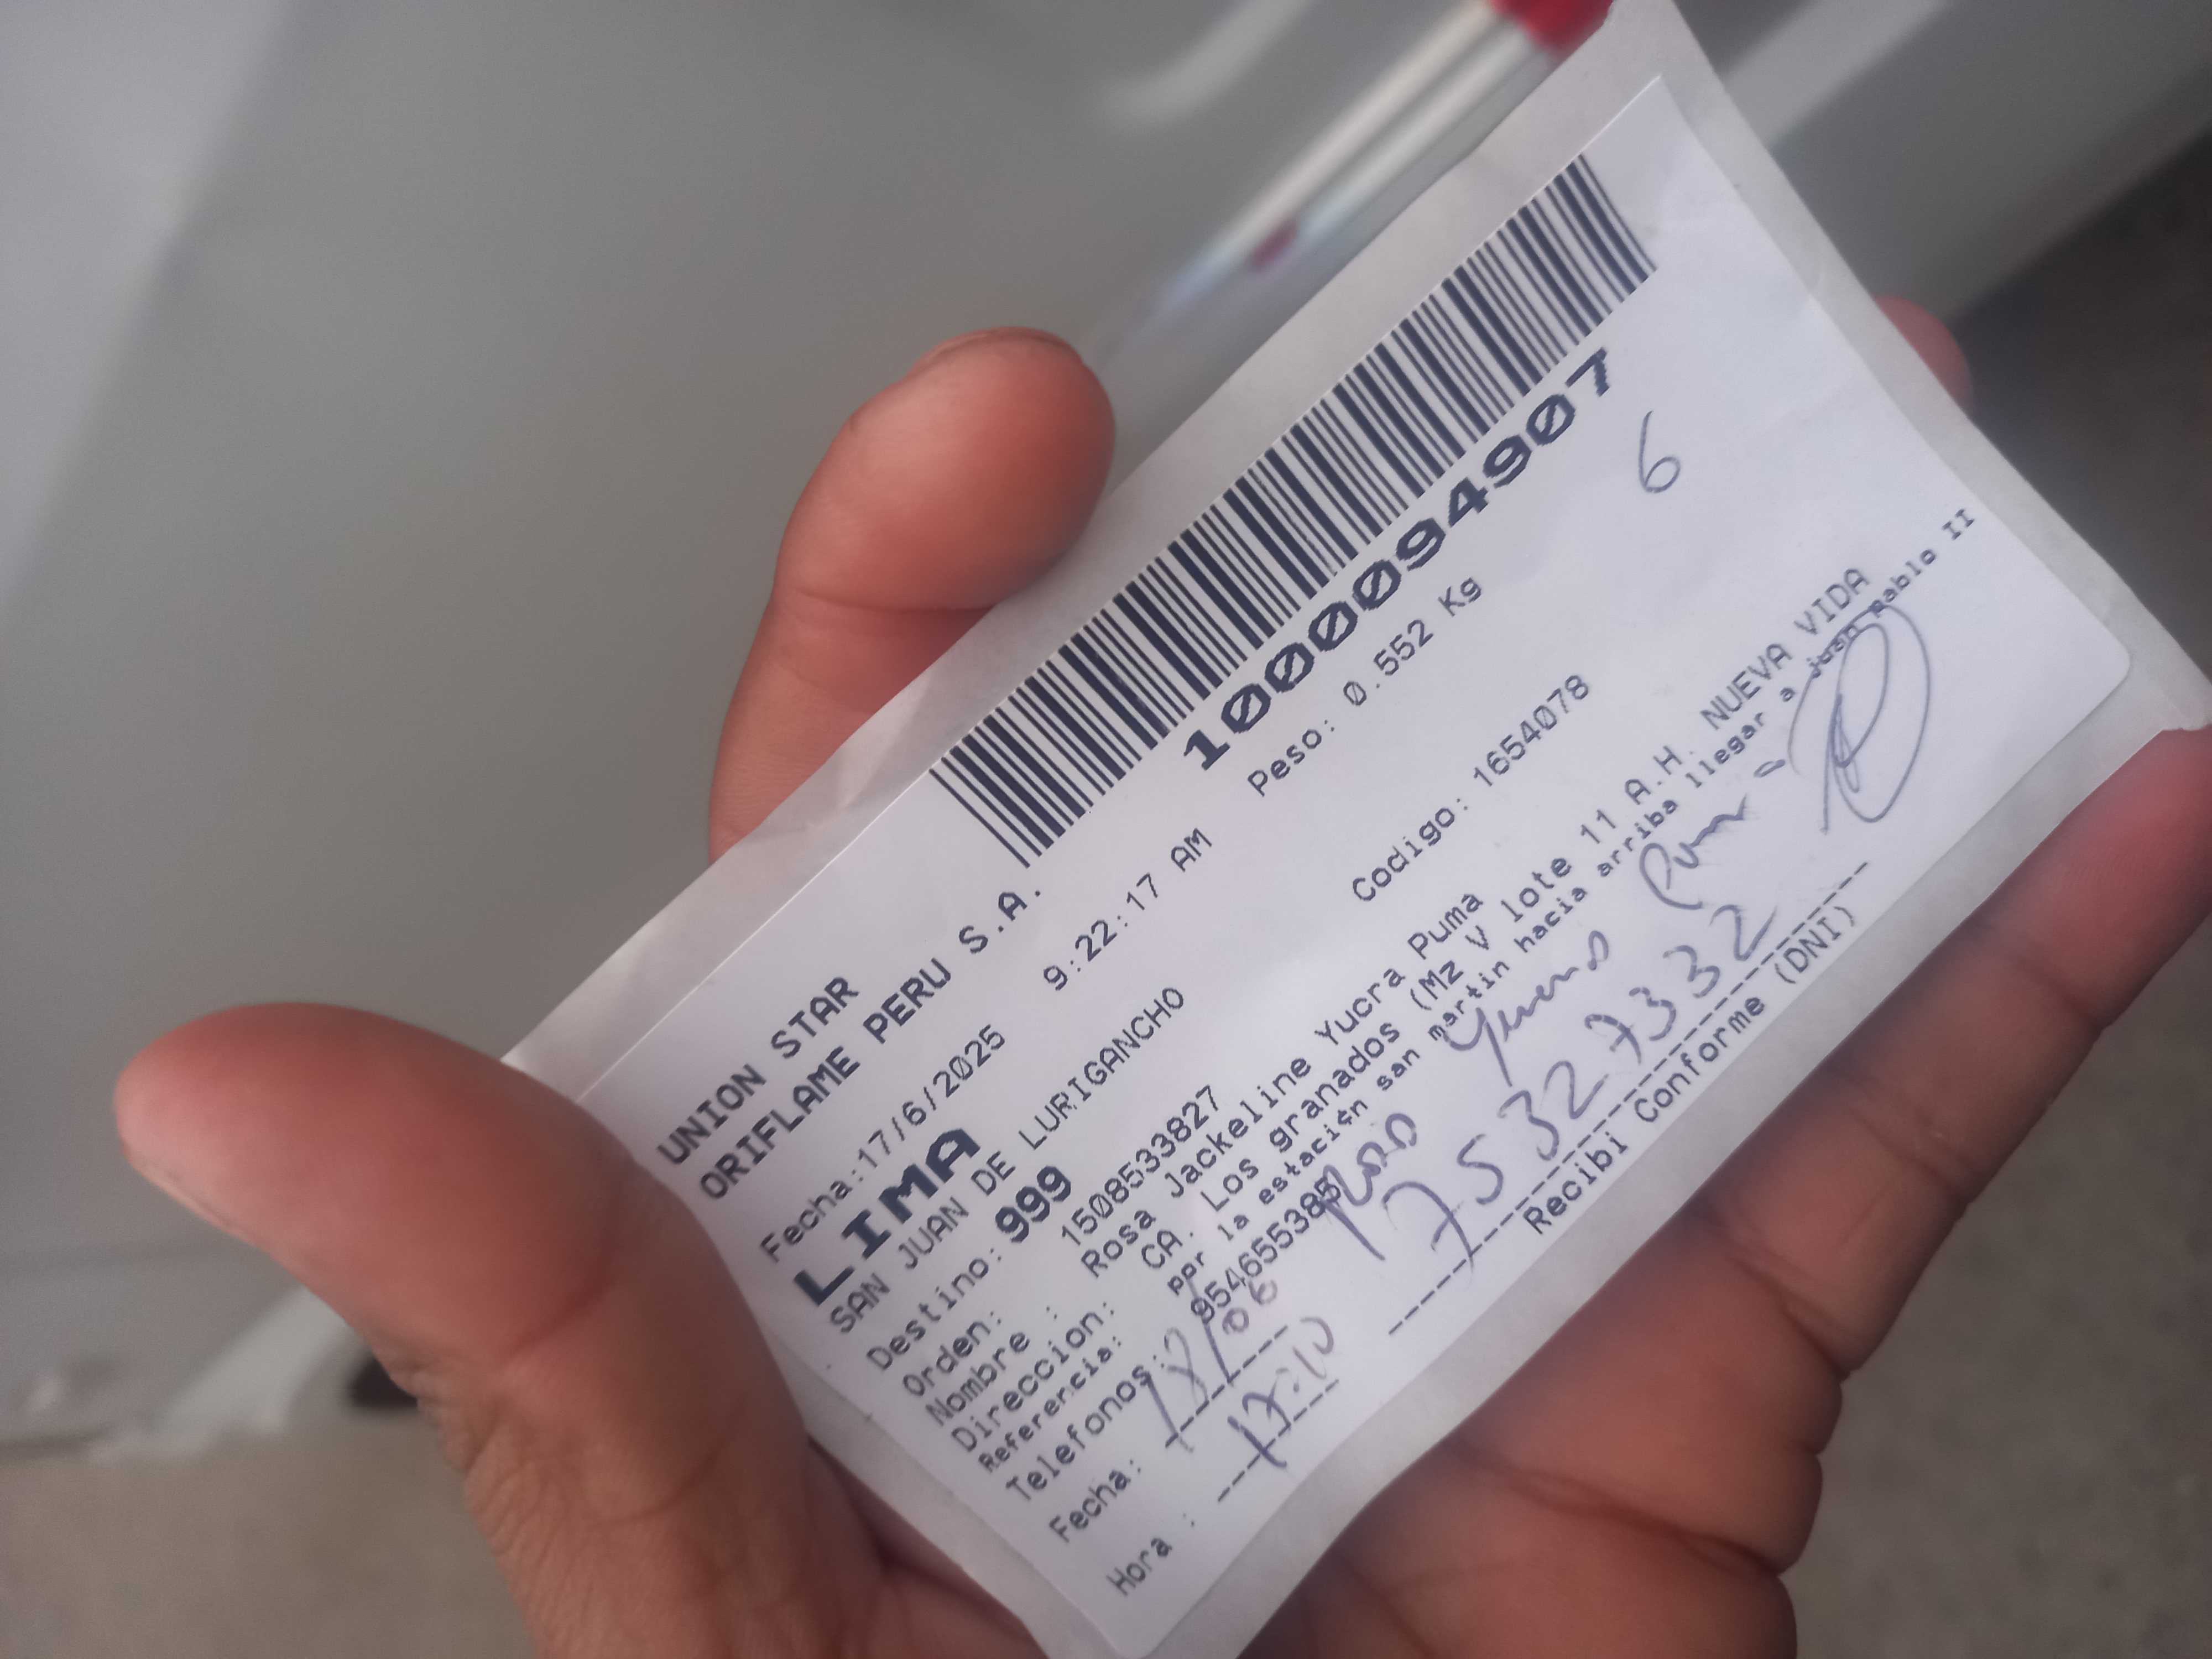 1000094907
UNION STAR
ORIFLAME PERU S.A.
Fecha:17/6/2025 9:22:17 AM Peso: 0.552 Kg
6
LIMA
SAN JUAN DE LURIGANCHO
Destino: 999 Codigo: 1654078
Orden: 1508533827
Nombre : Rosa Jackeline Yucra Puma
Direccion: CA. Los granados (Mz V lote 11 A.H. NUEVA VIDA
Referencia: ppr la estaci¢n san martin hacia arriba llegar a juan pablo II
Telefonos: 954655385
Fecha: 18/06
Hora : 17:10
75327332
Recibi Conforme (DNI)